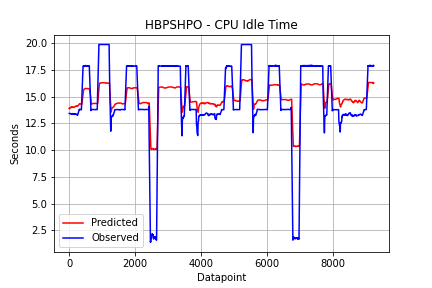 HBPSHPO - CPU Idle Time
20.0
17.5
15.0
12.5
10.0
7.5
5.0
2.5
Seconds
Predicted
Observed
0 2000 4000 6000 8000
Datapoint